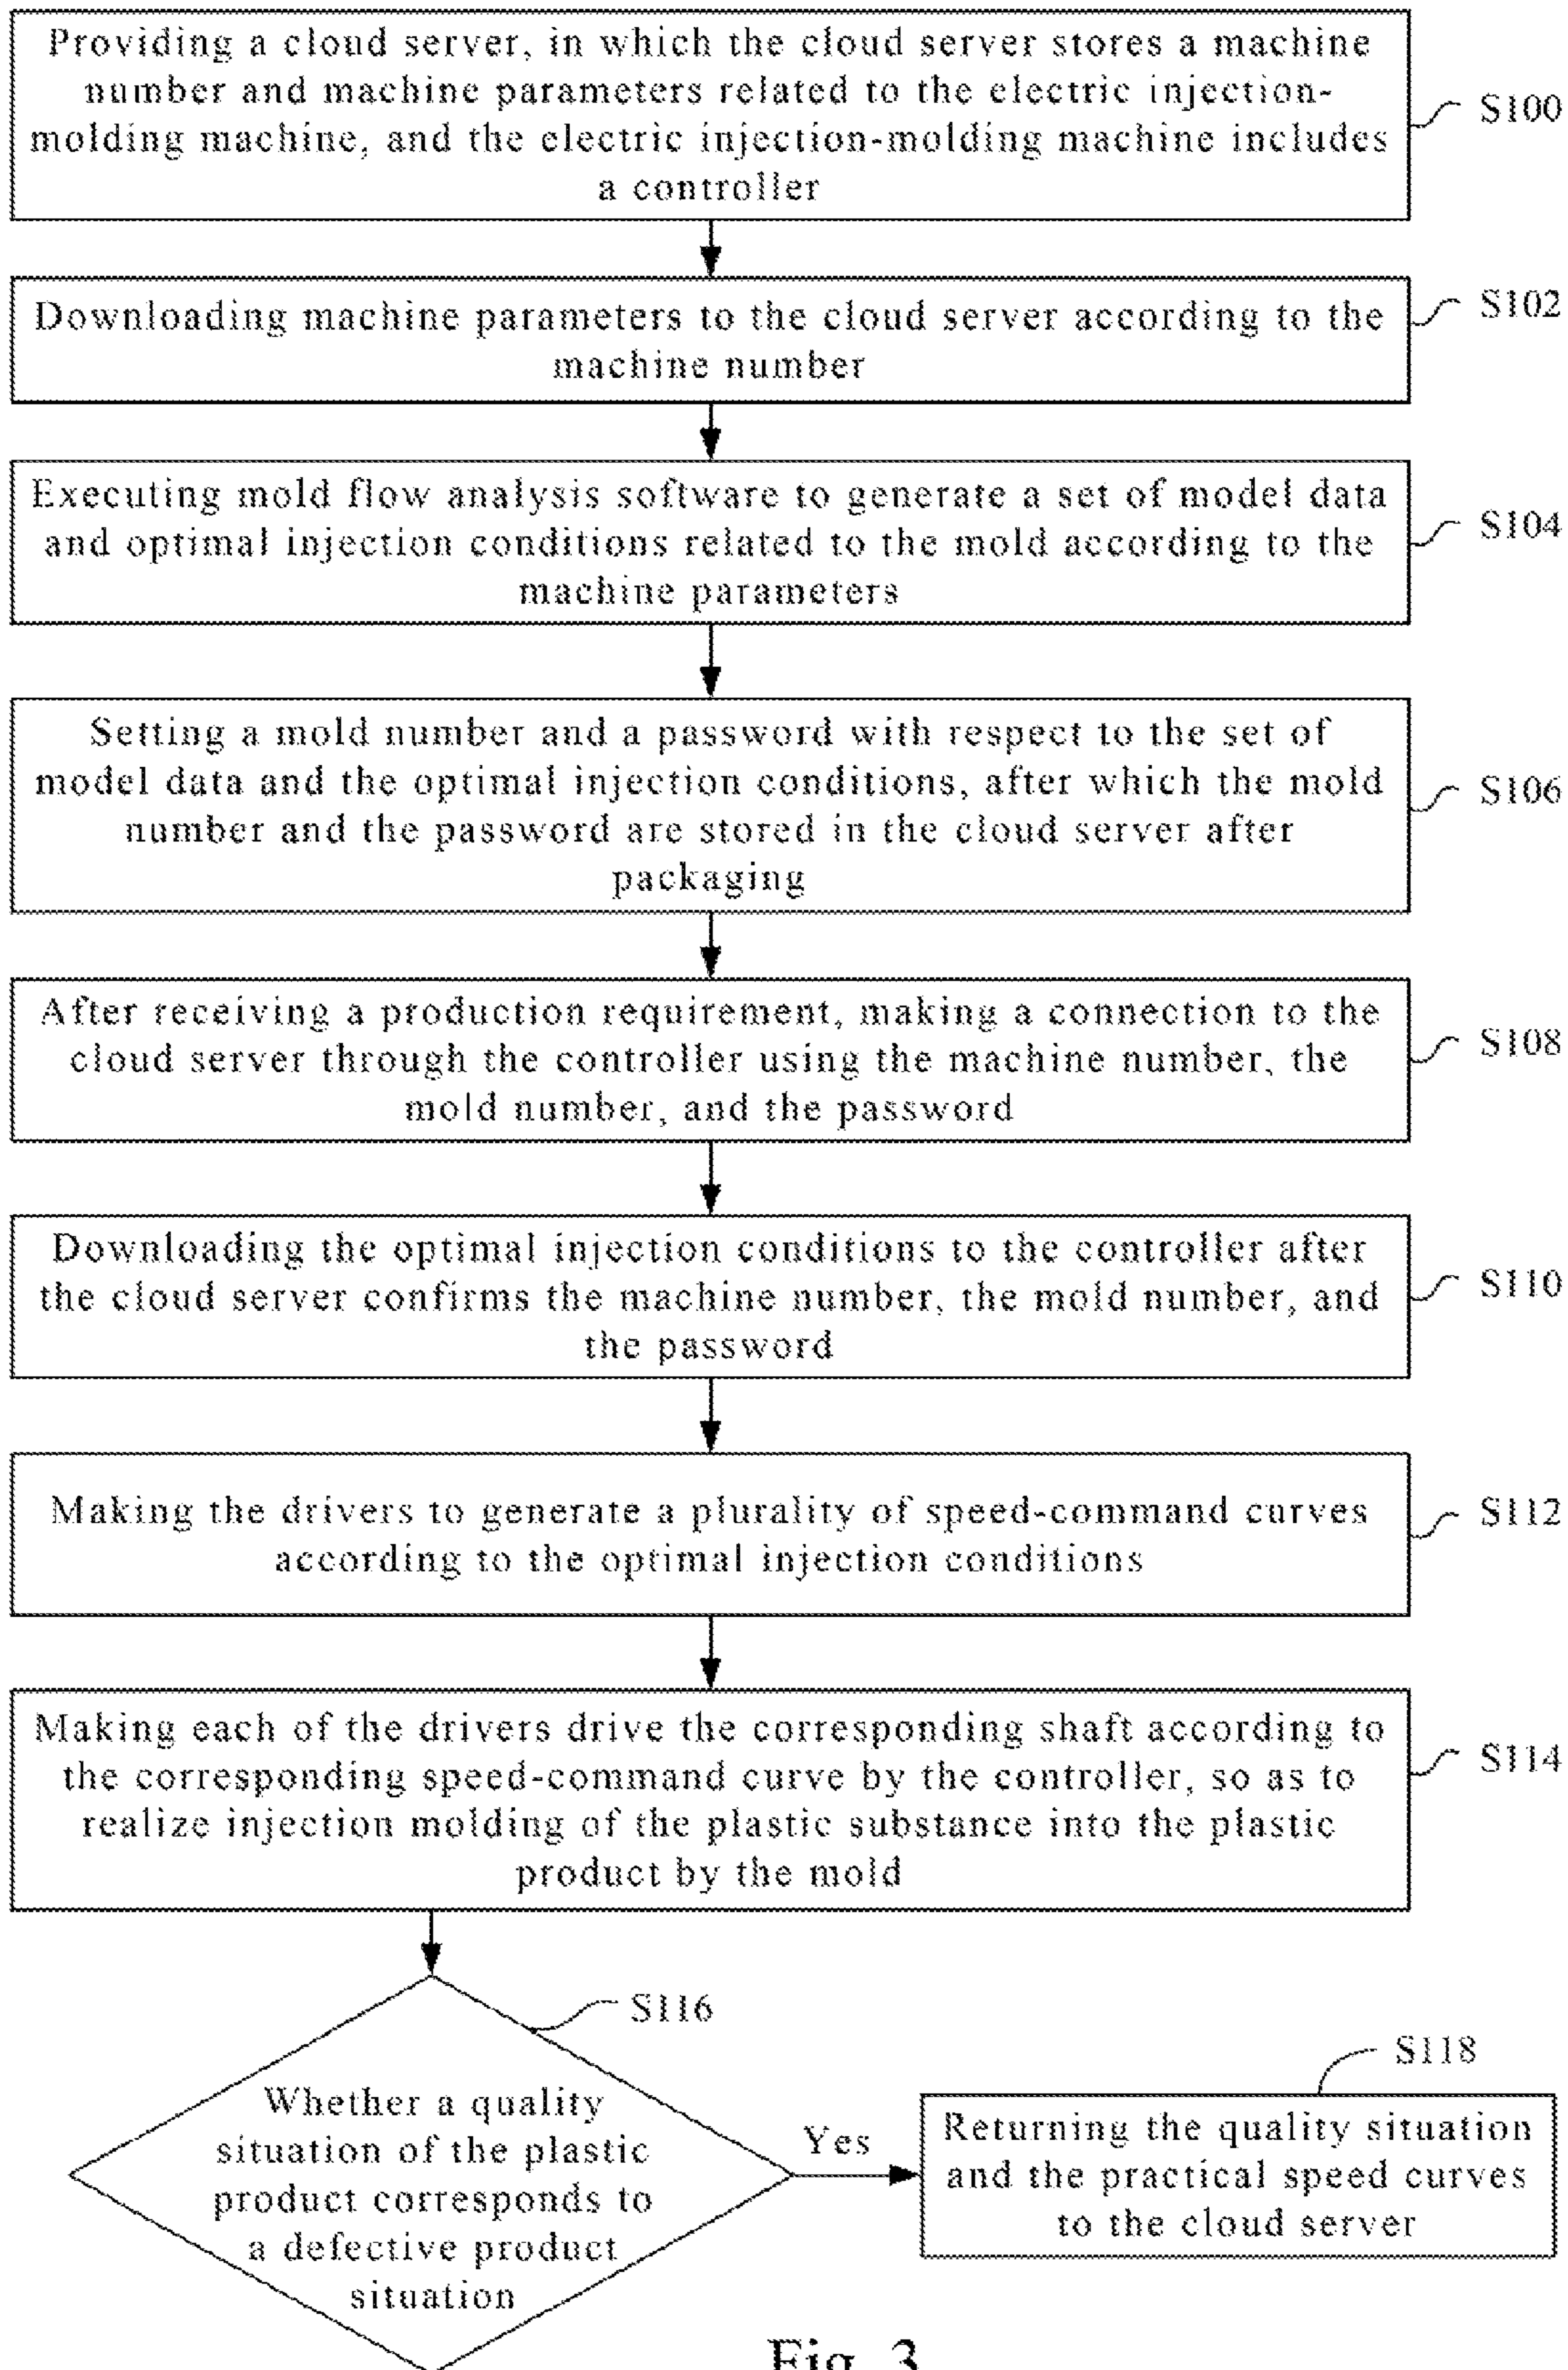 Providing a cloud server, in which the cloud server stores a machine
number and machine parameters related to the electric injection-
molding machine, and the electric injection-molding machine includes
a controller
S100
Downloading machine parameters to the cloud server according to the
machine number
S102
Executing mold flow analysis software to generate a set of model data
and optimal injection conditions related to the mold according to the
machine parameters
S104
Setting a mold number and a password with respect to the set of
model data and the optimal injection conditions, after which the mold
number and the password are stored in the cloud server after
packaging
S106
After receiving a production requirement, making a connection to the
cloud server through the controller using the machine number, the
mold number, and the password
S108
Downloading the optimal injection conditions to the controller after
the cloud server confirms the machine number, the mold number, and
the password
S110
Making the drivers to generate a plurality of speed-command curves
according to the optimal injection conditions
S112
Making each of the drivers drive the corresponding shaft according to
the corresponding speed-command curve by the controller, so as to
realize injection molding of the plastic substance into the plastic
product by the mold
S114
S116
Whether a quality
situation of the plastic
product corresponds to
a defective product
situation
Yes
S118
Returning the quality situation
and the practical speed curves
to the cloud server
Fig. 3